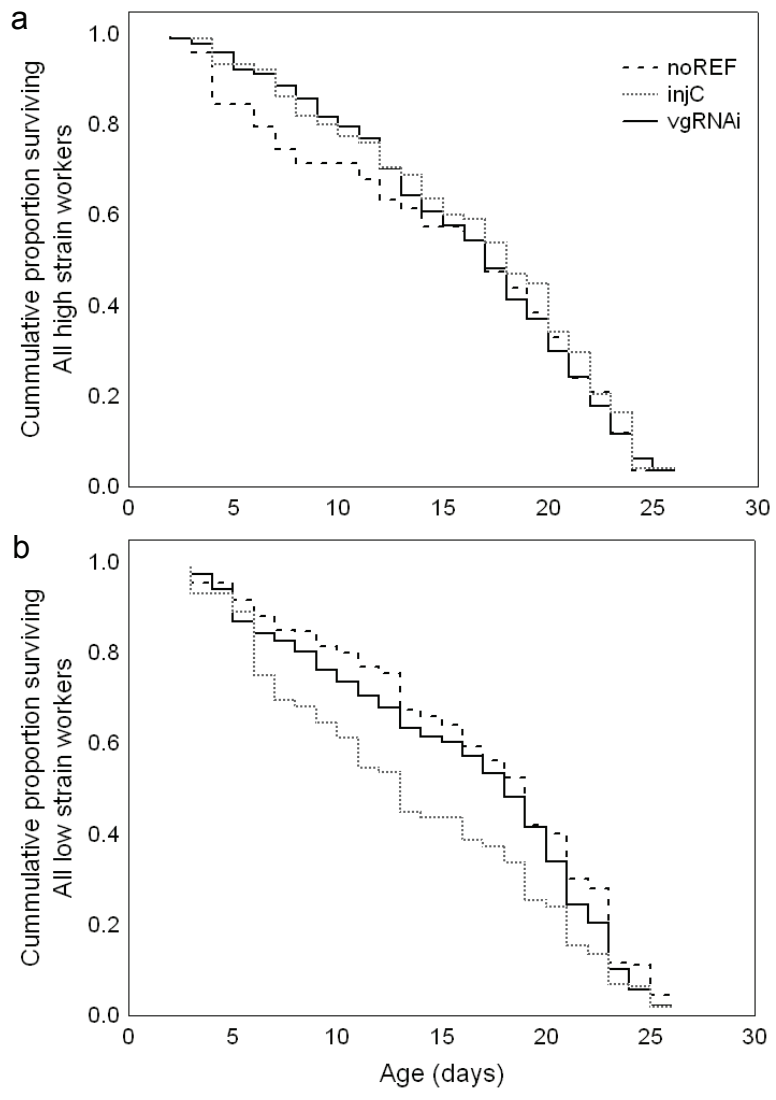 a
1.0
0.8
0.6
0.4
0.2
0.0
Cummulative proportion surviving
All high strain workers
noREF
injC
vgRNAi
0 5 10 15 20 25 30
b
1.0
0.8
0.6
0.4
0.2
0.0
Cummulative proportion surviving
All low strain workers
0 5 10 15 20 25 30
Age (days)